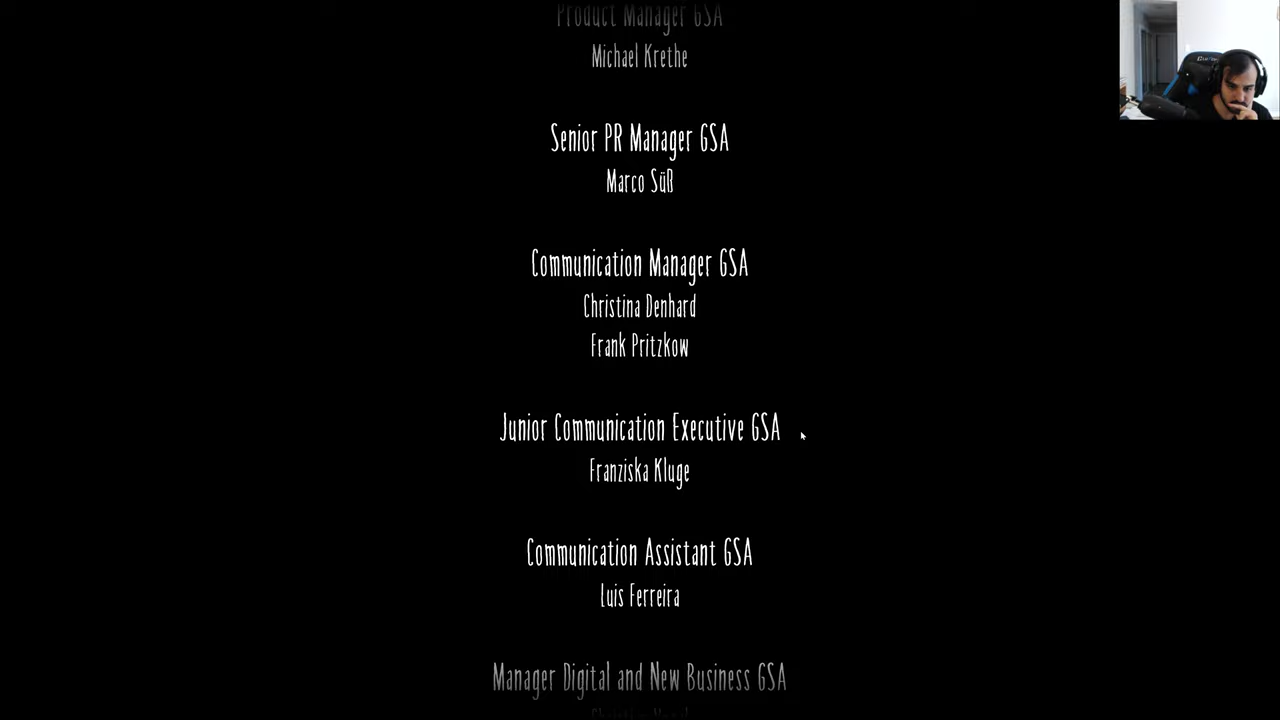 Product Manager GSA
Michael Krethe
Senior PR Manager GSA
Marco Süß
Communication Manager GSA
Christina Denhard
Frank Pritzkow
Junior Communication Executive GSA
Franziska Kluge
Communication Assistant GSA
Luis Ferreira
Manager Digital and New Business GSA